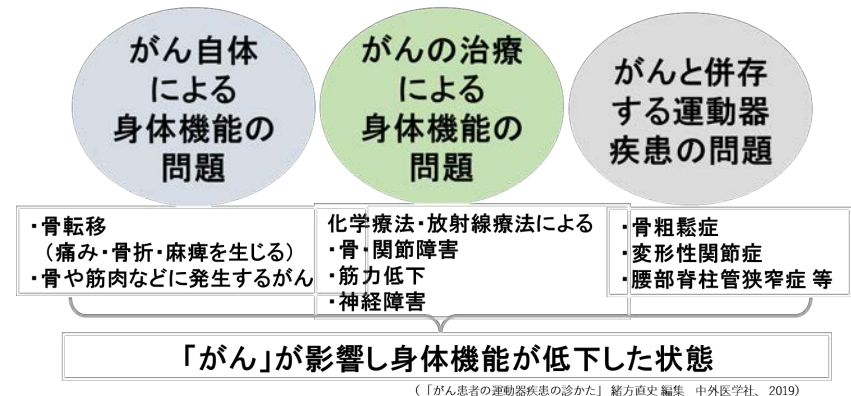 がん自体
による
身体機能の
問題
がんの治療
による
身体機能の
問題
がんと併存
する運動器
疾患の問題
・骨転移
（痛み・骨折・麻痺を生じる）
・骨や筋肉などに発生するがん
化学療法・放射線療法による
・骨・関節障害
・筋力低下
・神経障害
・骨粗鬆症
・変形性関節症
・腰部脊柱管狭窄症 等
「がん」が影響し身体機能が低下した状態
（「がん患者の運動器疾患の診かた」 緒方直史 編集　中外医学社、 2019）